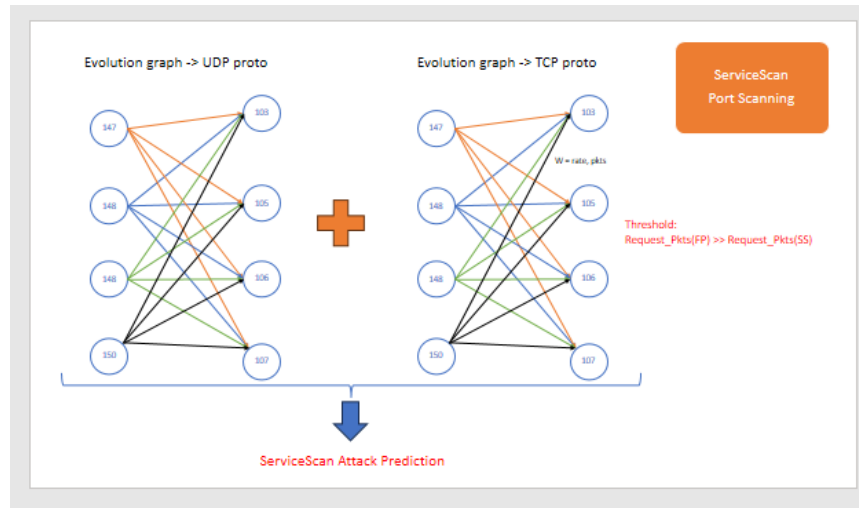 Evolution graph -> UDP proto
Evolution graph -> TCP proto
ServiceScan
Port Scanning
147
103
148
105
148
106
150
107
147
103
W = rate, pkts
148
105
148
106
150
107
Threshold:
Request_Pkts(FP) >> Request_Pkts(SS)
ServiceScan Attack Prediction